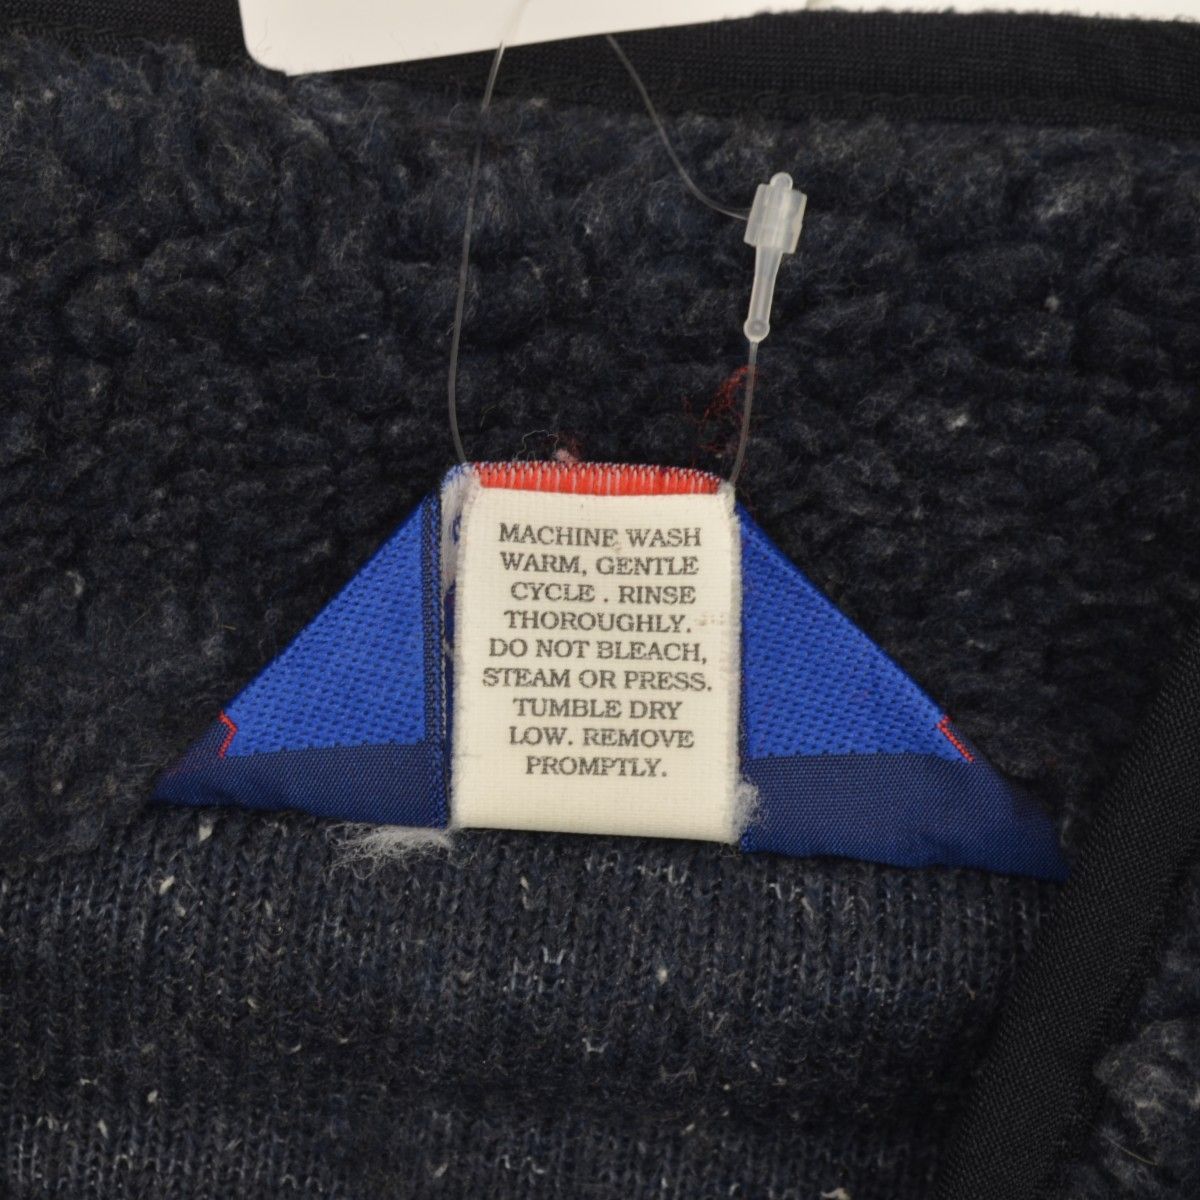 MACHINE WASH
WARM, GENTLE
CYCLE . RINSE
THOROUGHLY.
DO NOT BLEACH,
STEAM OR PRESS.
TUMBLE DRY
LOW. REMOVE
PROMPTLY.